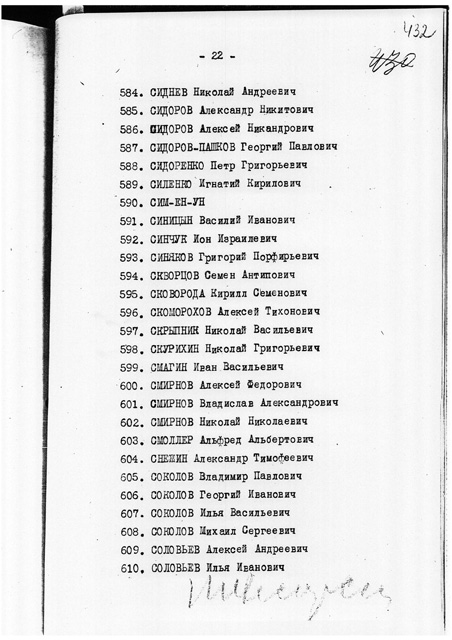 432
- 22 -
584. СИДНЕВ Николай Андреевич
585. СИДОРОВ Александр Никитович
586. СИДОРОВ Алексей Никандрович
587. СИДОРОВ-ПАШКОВ Георгий Павлович
588. СИДОРЕНКО Петр Григорьевич
589. СИЛЕНКО Игнатий Кирилович
590. СИМ-ЕН-УН
591. СИНИЦЫН Василий Иванович
592. СИНЧУК Ион Израилевич
593. СИНЯКОВ Григорий Порфирьевич
594. СКВОРЦОВ Семен Антипович
595. СКОВОРОДА Кирилл Семенович
596. СКОМОРОХОВ Алексей Тихонович
597. СКРЫПНИК Николай Васильевич
598. СКУРИХИН Николай Григорьевич
599. СМАГИН Иван Васильевич
600. СМИРНОВ Алексей Федорович
601. СМИРНОВ Владислав Александрович
602. СМИРНОВ Николай Николаевич
603. СМОЛЛЕР Альфред Альбертович
604. СНЕЖИН Александр Тимофеевич
605. СОКОЛОВ Владимир Павлович
606. СОКОЛОВ Георгий Иванович
607. СОКОЛОВ Илья Васильевич
608. СОКОЛОВ Михаил Сергеевич
609. СОЛОВЬЕВ Алексей Андреевич
610. СОЛОВЬЕВ Илья Иванович